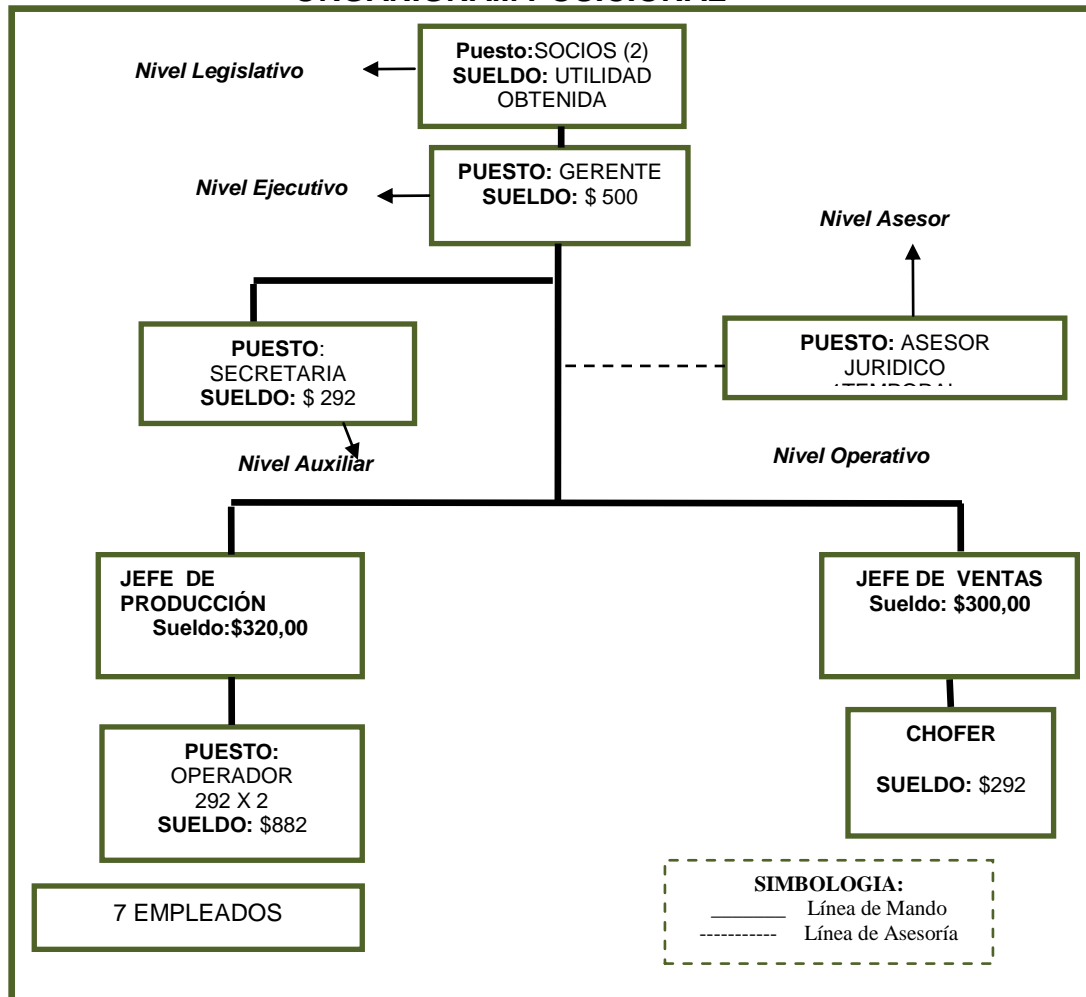 Puesto:SOCIOS (2)
SUELDO: UTILIDAD
OBTENIDA
Nivel Legislativo
PUESTO: GERENTE
SUELDO: $ 500
Nivel Ejecutivo
Nivel Asesor
PUESTO:
SECRETARIA
SUELDO: $ 292
PUESTO: ASESOR
JURIDICO
Nivel Auxiliar
Nivel Operativo
JEFE DE
PRODUCCIÓN
Sueldo:$320,00
JEFE DE VENTAS
Sueldo: $300,00
PUESTO:
OPERADOR
292 X 2
SUELDO: $882
CHOFER
SUELDO: $292
7 EMPLEADOS
SIMBOLOGIA:
_______ Línea de Mando
----------- Línea de Asesoría